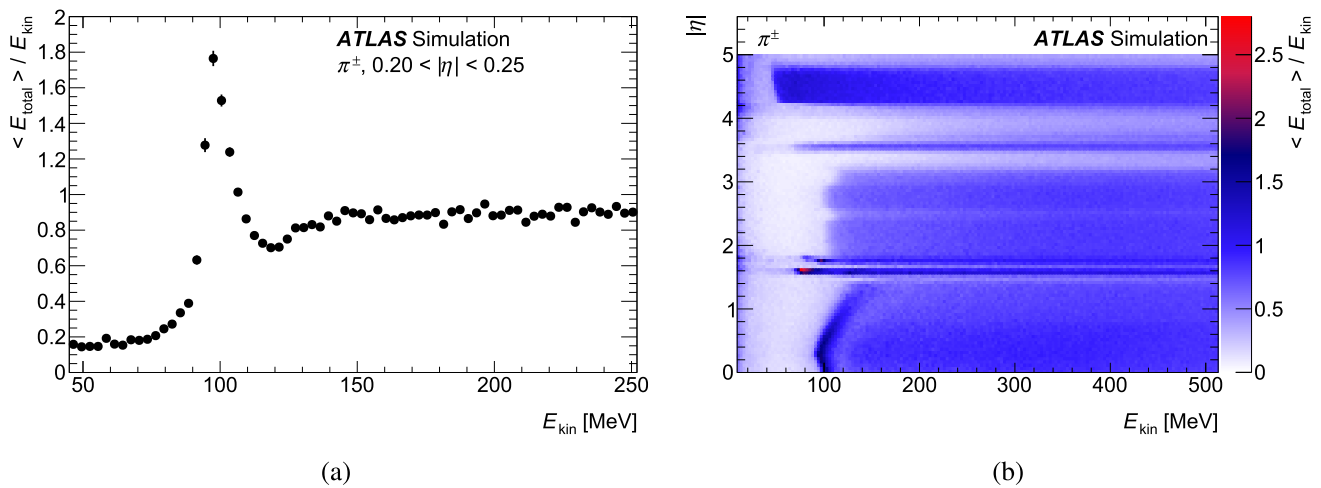 2
1.8
1.6
1.4
1.2
1
0.8
0.6
0.4
0.2
0
< E_total > / E_kin
ATLAS Simulation
π±, 0.20 < |η| < 0.25
50 100 150 200 250
E_kin [MeV]
(a)
|η|
π± ATLAS Simulation
5
4
3
2
1
0
100 200 300 400 500
E_kin [MeV]
2.5
2
1.5
1
0.5
0
< E_total > / E_kin
(b)